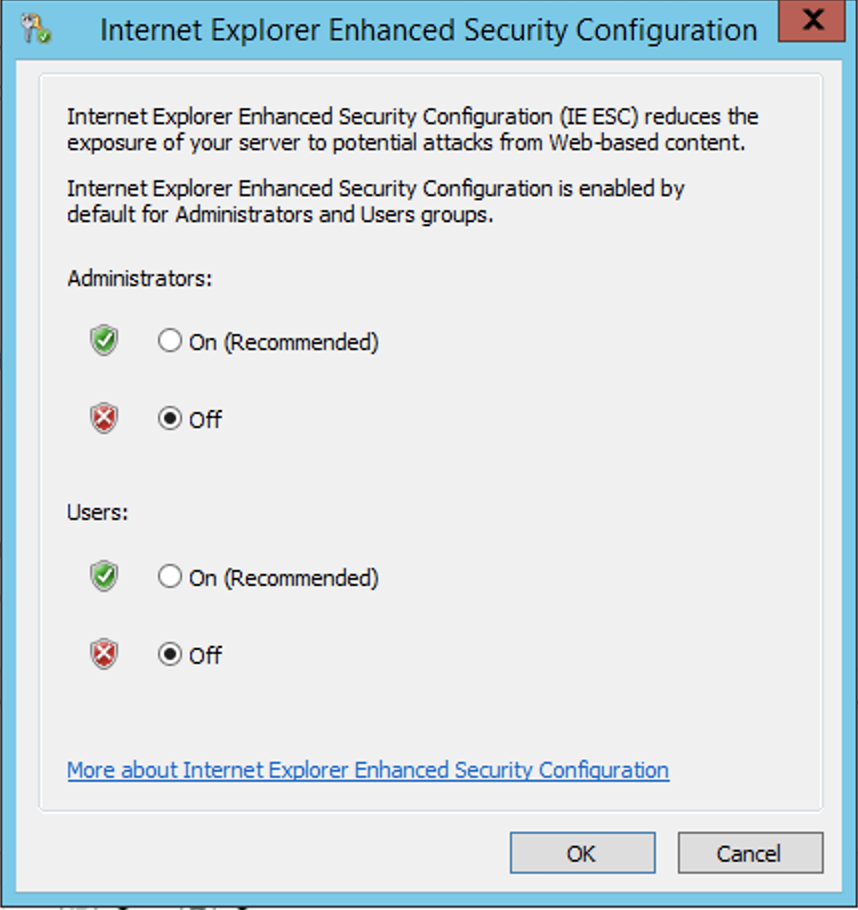 Internet Explorer Enhanced Security Configuration
X
Internet Explorer Enhanced Security Configuration (IE ESC) reduces the
exposure of your server to potential attacks from Web-based content.
Internet Explorer Enhanced Security Configuration is enabled by
default for Administrators and Users groups.
Administrators:
On (Recommended)
Off
Users:
On (Recommended)
Off
More about Internet Explorer Enhanced Security Configuration
OK Cancel